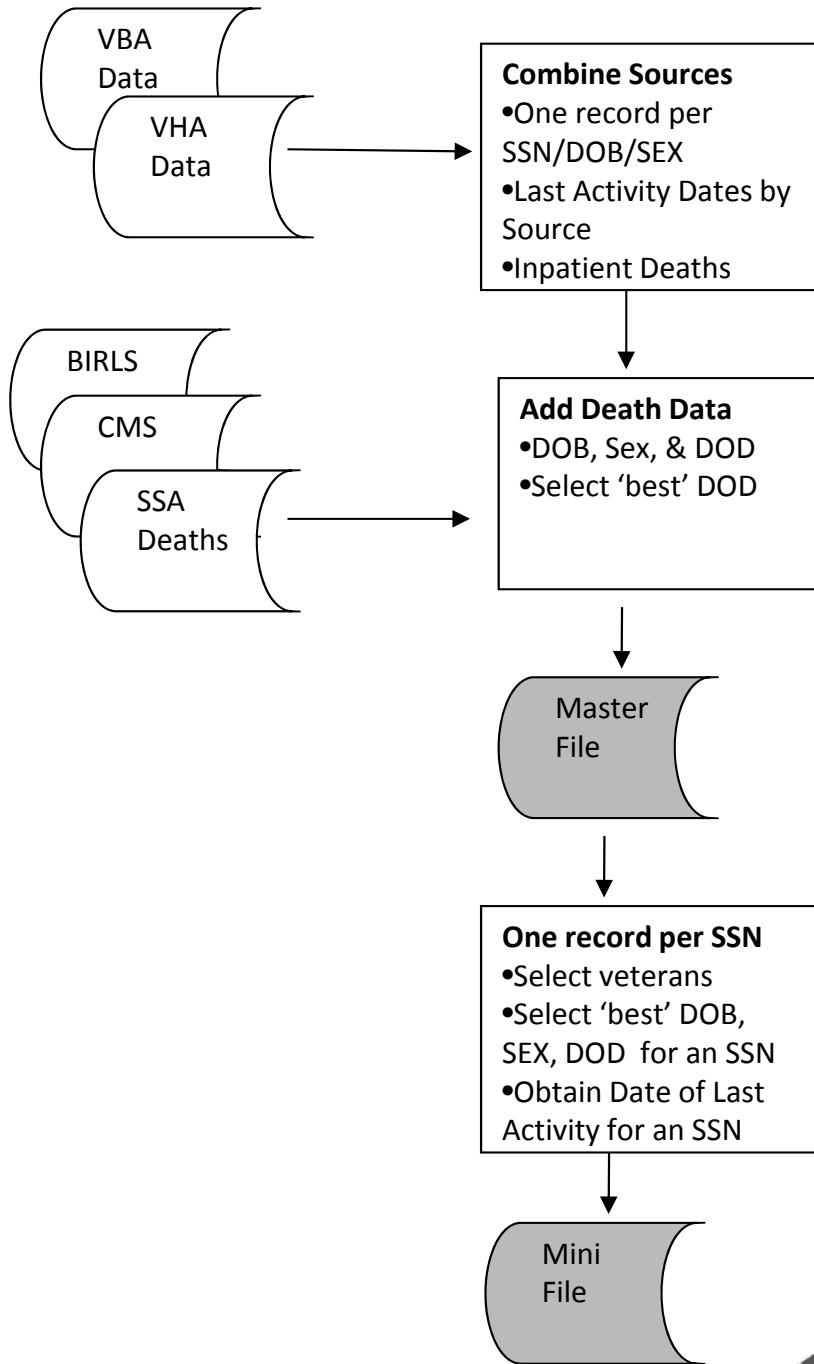 VBA
Data
VHA
Data
Combine Sources
•One record per
SSN/DOB/SEX
•Last Activity Dates by
Source
•Inpatient Deaths
BIRLS
CMS
SSA
Deaths
Add Death Data
•DOB, Sex, & DOD
•Select ‘best’ DOD
Master
File
One record per SSN
•Select veterans
•Select ‘best’ DOB,
SEX, DOD for an SSN
•Obtain Date of Last
Activity for an SSN
Mini
File